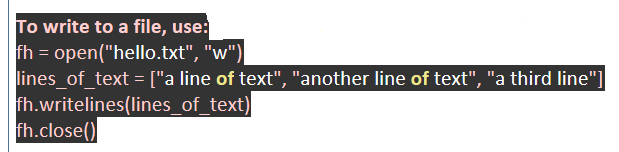 To write to a file, use:
fh = open("hello.txt", "w")
lines_of_text = ["a line of text", "another line of text", "a third line"]
fh.writelines(lines_of_text)
fh.close()